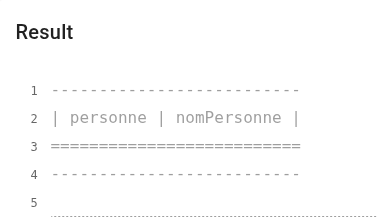 Result
1 --------------------------
2 | personne | nomPersonne |
3 ==========================
4 --------------------------
5